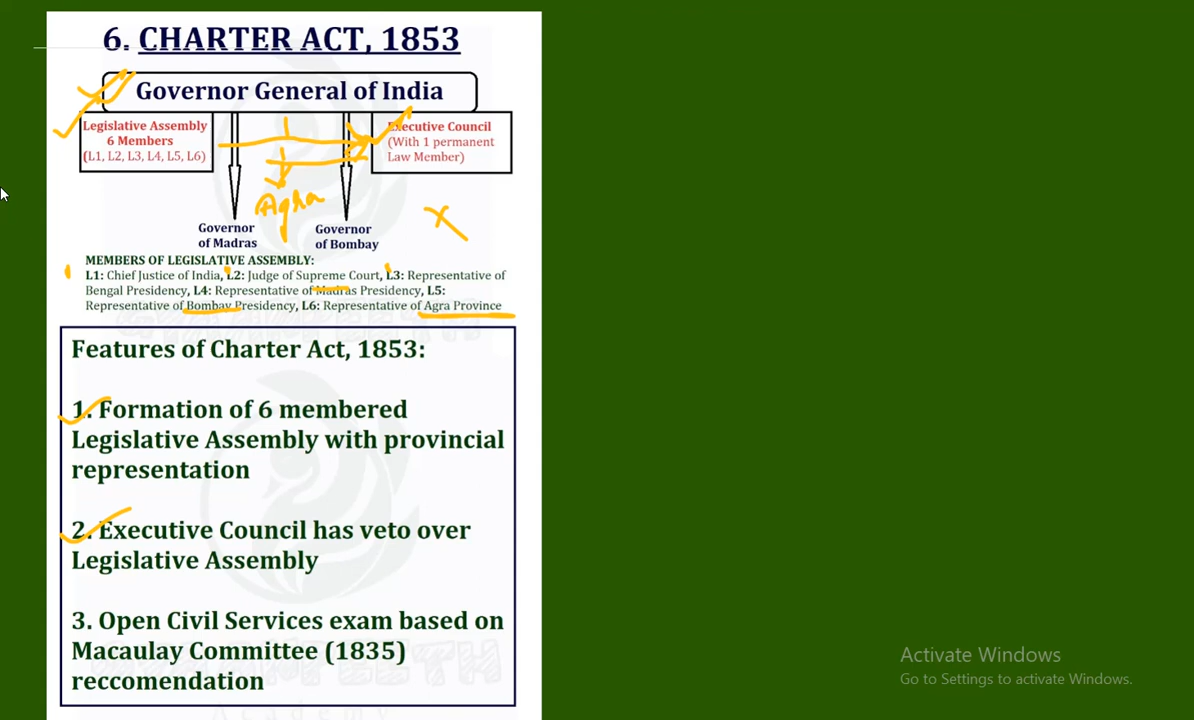 6. CHARTER ACT, 1853
Governor General of India
Legislative Assembly
6 Members
(L1, L2, L3, L4, L5, L6)
Executive Council
(With 1 permanent
Law Member)
Agra
Governor
of Madras
Governor
of Bombay
MEMBERS OF LEGISLATIVE ASSEMBLY:
L1: Chief Justice of India, L2: Judge of Supreme Court, L3: Representative of
Bengal Presidency, L4: Representative of Madras Presidency, L5:
Representative of Bombay Presidency, L6: Representative of Agra Province
Features of Charter Act, 1853:
1. Formation of 6 membered
Legislative Assembly with provincial
representation
2. Executive Council has veto over
Legislative Assembly
3. Open Civil Services exam based on
Macaulay Committee (1835)
reccomendation
Activate Windows
Go to Settings to activate Windows.